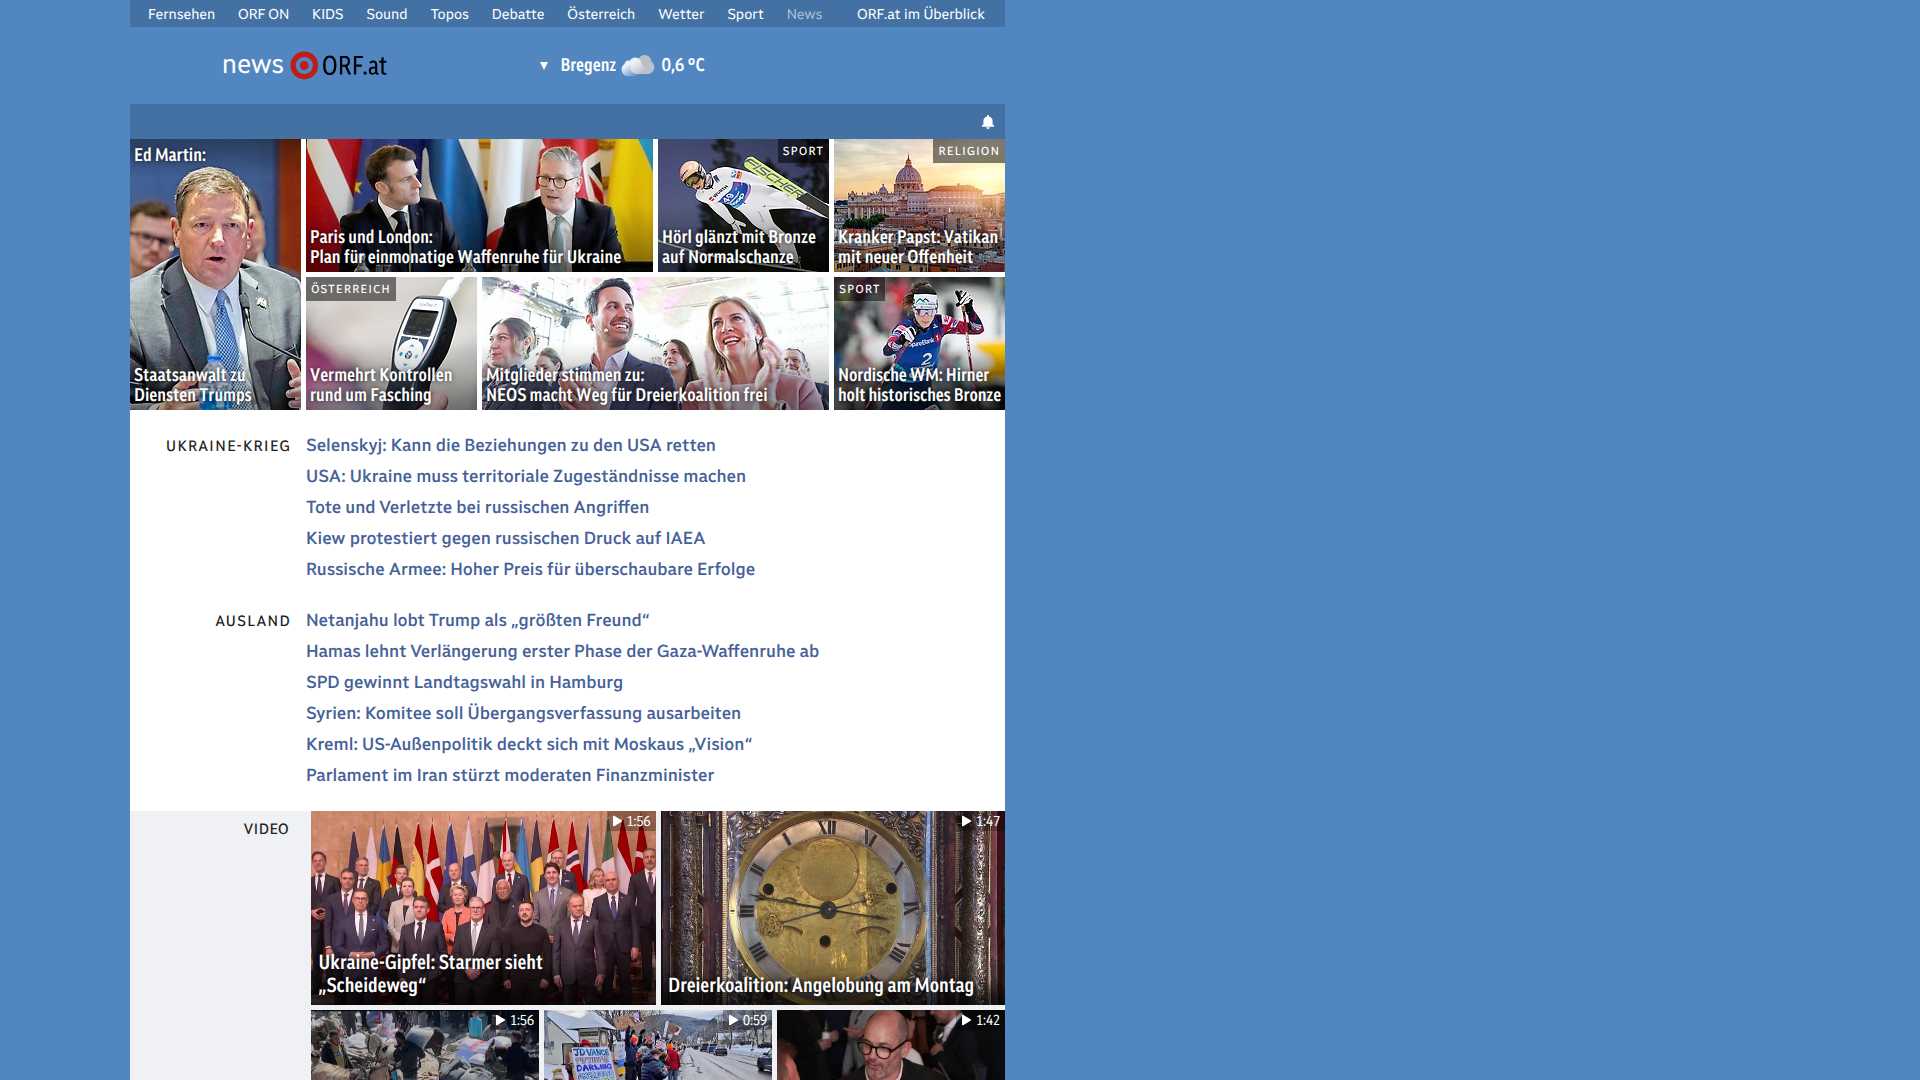 Fernsehen ORF ON KIDS Sound Topos Debatte Österreich Wetter Sport News ORF.at im Überblick
news ORF.at
▼ Bregenz 0,6 °C
Ed Martin:
Staatsanwalt zu
Diensten Trumps
Paris und London:
Plan für einmonatige Waffenruhe für Ukraine
SPORT
FISCHER
Hörl glänzt mit Bronze
auf Normalschanze
RELIGION
Kranker Papst: Vatikan
mit neuer Offenheit
ÖSTERREICH
Vermehrt Kontrollen
rund um Fasching
Mitglieder stimmen zu:
NEOS macht Weg für Dreierkoalition frei
SPORT
SpareBank
2
Nordische WM: Hirner
holt historisches Bronze
UKRAINE-KRIEG
Selenskyj: Kann die Beziehungen zu den USA retten
USA: Ukraine muss territoriale Zugeständnisse machen
Tote und Verletzte bei russischen Angriffen
Kiew protestiert gegen russischen Druck auf IAEA
Russische Armee: Hoher Preis für überschaubare Erfolge
AUSLAND
Netanjahu lobt Trump als „größten Freund“
Hamas lehnt Verlängerung erster Phase der Gaza-Waffenruhe ab
SPD gewinnt Landtagswahl in Hamburg
Syrien: Komitee soll Übergangsverfassung ausarbeiten
Kreml: US-Außenpolitik deckt sich mit Moskaus „Vision“
Parlament im Iran stürzt moderaten Finanzminister
VIDEO
1:56
Ukraine-Gipfel: Starmer sieht
„Scheideweg“
1:47
Dreierkoalition: Angelobung am Montag
1:56
0:59
JD VANCE
DARLING
1:42